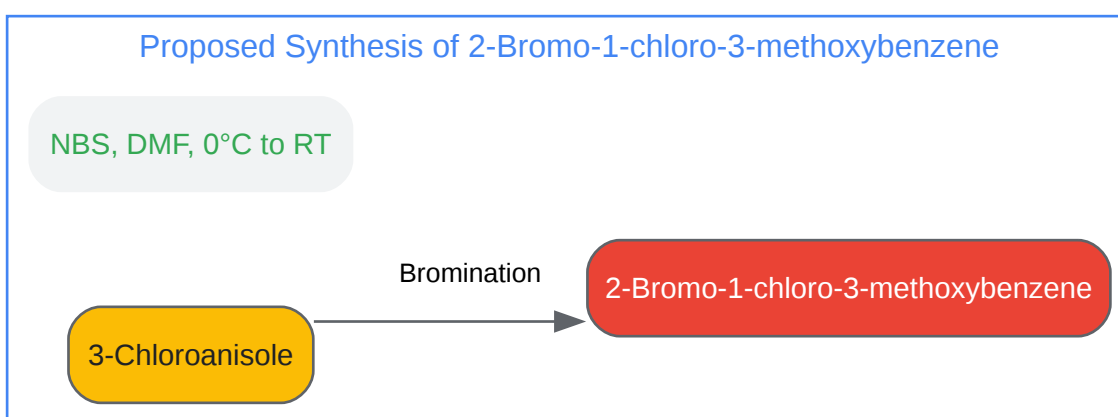 Proposed Synthesis of 2-Bromo-1-chloro-3-methoxybenzene
NBS, DMF, 0°C to RT
Bromination
2-Bromo-1-chloro-3-methoxybenzene
3-Chloroanisole